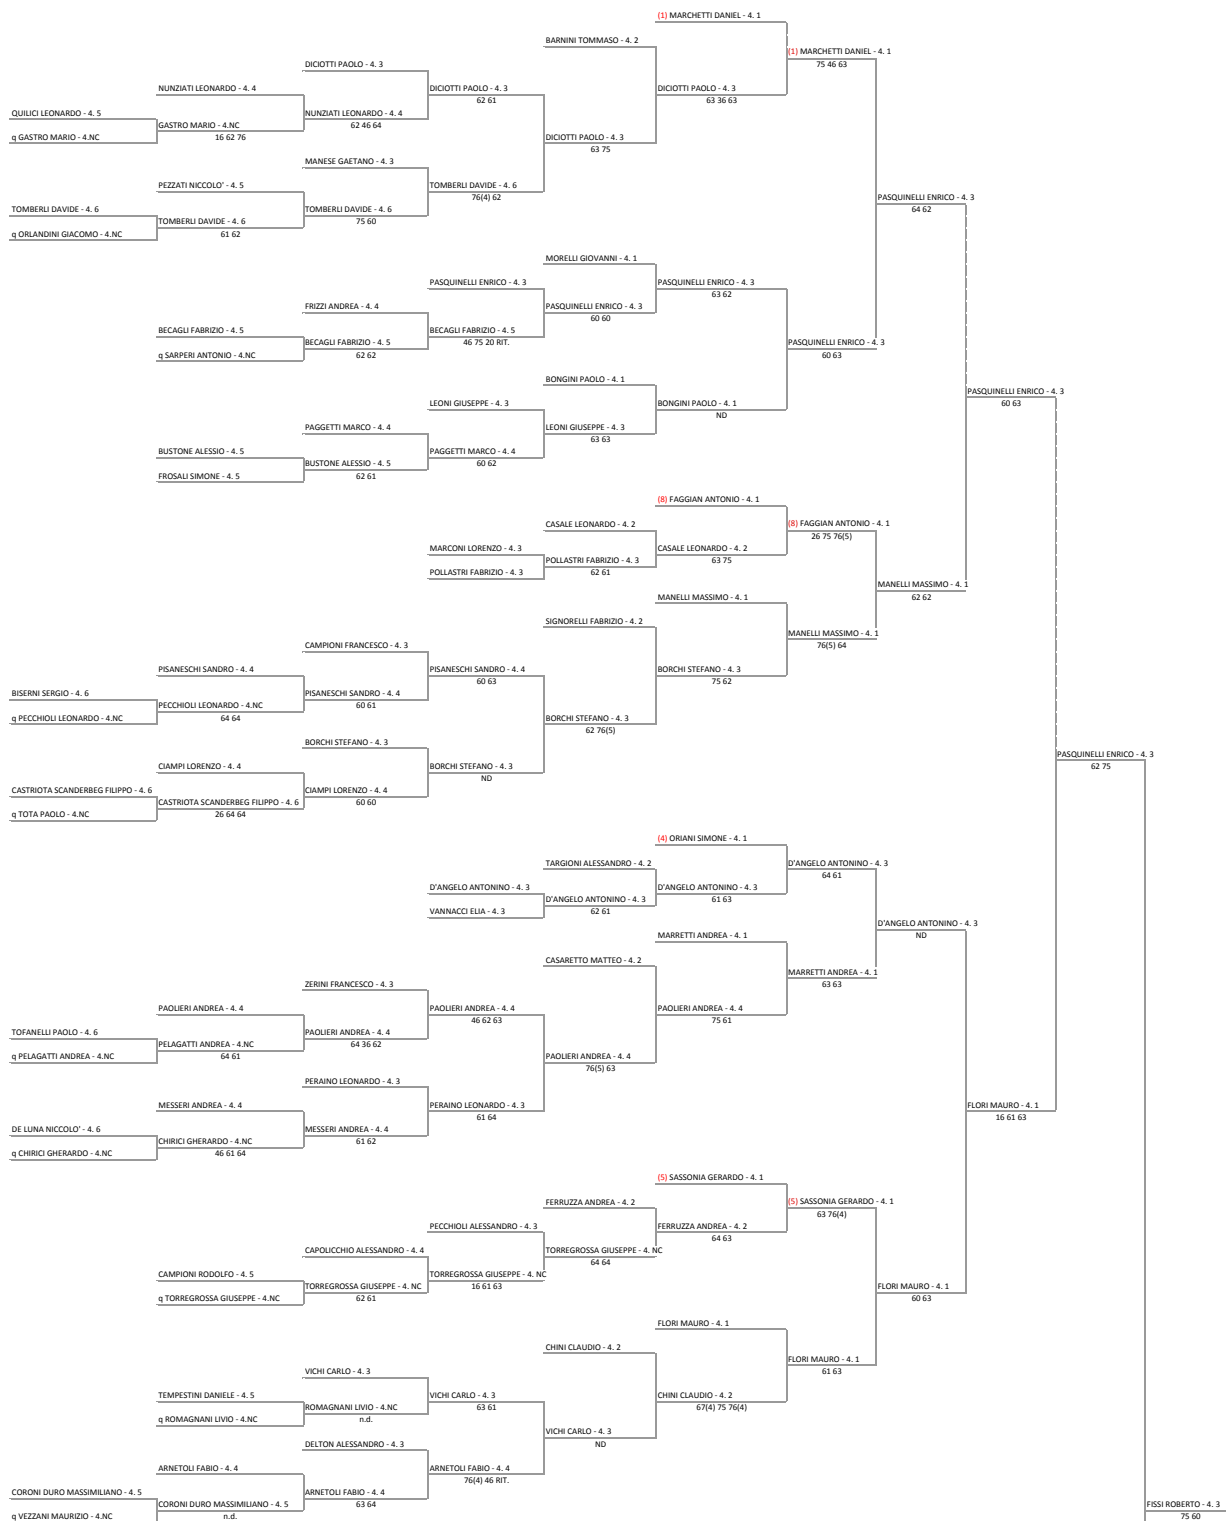 (1) MARCHETTI DANIEL - 4. 1
BARNINI TOMMASO - 4. 2
(1) MARCHETTI DANIEL - 4. 1
75 46 63
DICIOTTI PAOLO - 4. 3
NUNZIATI LEONARDO - 4. 4
DICIOTTI PAOLO - 4. 3
62 61
DICIOTTI PAOLO - 4. 3
63 36 63
QUILICI LEONARDO - 4. 5
NUNZIATI LEONARDO - 4. 4
62 46 64
GASTRO MARIO - 4.NC
16 62 76
q GASTRO MARIO - 4.NC
DICIOTTI PAOLO - 4. 3
63 75
MANESE GAETANO - 4. 3
PEZZATI NICCOLO' - 4. 5
TOMBERLI DAVIDE - 4. 6
76(4) 62
PASQUINELLI ENRICO - 4. 3
64 62
TOMBERLI DAVIDE - 4. 6
TOMBERLI DAVIDE - 4. 6
75 60
TOMBERLI DAVIDE - 4. 6
61 62
q ORLANDINI GIACOMO - 4.NC
MORELLI GIOVANNI - 4. 1
PASQUINELLI ENRICO - 4. 3
PASQUINELLI ENRICO - 4. 3
63 62
FRIZZI ANDREA - 4. 4
PASQUINELLI ENRICO - 4. 3
60 60
BECAGLI FABRIZIO - 4. 5
BECAGLI FABRIZIO - 4. 5
46 75 20 RIT.
BECAGLI FABRIZIO - 4. 5
62 62
PASQUINELLI ENRICO - 4. 3
60 63
q SARPERI ANTONIO - 4.NC
BONGINI PAOLO - 4. 1
PASQUINELLI ENRICO - 4. 3
60 63
LEONI GIUSEPPE - 4. 3
BONGINI PAOLO - 4. 1
ND
PAGGETTI MARCO - 4. 4
LEONI GIUSEPPE - 4. 3
63 63
BUSTONE ALESSIO - 4. 5
PAGGETTI MARCO - 4. 4
60 62
BUSTONE ALESSIO - 4. 5
62 61
FROSALI SIMONE - 4. 5
(8) FAGGIAN ANTONIO - 4. 1
CASALE LEONARDO - 4. 2
(8) FAGGIAN ANTONIO - 4. 1
26 75 76(5)
MARCONI LORENZO - 4. 3
CASALE LEONARDO - 4. 2
63 75
POLLASTRI FABRIZIO - 4. 3
62 61
POLLASTRI FABRIZIO - 4. 3
MANELLI MASSIMO - 4. 1
62 62
MANELLI MASSIMO - 4. 1
SIGNORELLI FABRIZIO - 4. 2
MANELLI MASSIMO - 4. 1
76(5) 64
CAMPIONI FRANCESCO - 4. 3
PISANESCHI SANDRO - 4. 4
PISANESCHI SANDRO - 4. 4
60 63
BORCHI STEFANO - 4. 3
75 62
BISERNI SERGIO - 4. 6
PISANESCHI SANDRO - 4. 4
60 61
PECCHIOLI LEONARDO - 4.NC
64 64
q PECCHIOLI LEONARDO - 4.NC
BORCHI STEFANO - 4. 3
62 76(5)
BORCHI STEFANO - 4. 3
PASQUINELLI ENRICO - 4. 3
62 75
CIAMPI LORENZO - 4. 4
BORCHI STEFANO - 4. 3
ND
CASTRIOTA SCANDERBEG FILIPPO - 4. 6
CIAMPI LORENZO - 4. 4
60 60
CASTRIOTA SCANDERBEG FILIPPO - 4. 6
26 64 64
q TOTA PAOLO - 4.NC
(4) ORIANI SIMONE - 4. 1
TARGIONI ALESSANDRO - 4. 2
D'ANGELO ANTONINO - 4. 3
64 61
D'ANGELO ANTONINO - 4. 3
D'ANGELO ANTONINO - 4. 3
61 63
D'ANGELO ANTONINO - 4. 3
62 61
VANNACCI ELIA - 4. 3
D'ANGELO ANTONINO - 4. 3
ND
MARRETTI ANDREA - 4. 1
CASARETTO MATTEO - 4. 2
MARRETTI ANDREA - 4. 1
63 63
ZERINI FRANCESCO - 4. 3
PAOLIERI ANDREA - 4. 4
PAOLIERI ANDREA - 4. 4
46 62 63
PAOLIERI ANDREA - 4. 4
75 61
TOFANELLI PAOLO - 4. 6
PAOLIERI ANDREA - 4. 4
64 36 62
PELAGATTI ANDREA - 4.NC
64 61
q PELAGATTI ANDREA - 4.NC
PAOLIERI ANDREA - 4. 4
76(5) 63
PERAINO LEONARDO - 4. 3
MESSERI ANDREA - 4. 4
PERAINO LEONARDO - 4. 3
61 64
FLORI MAURO - 4. 1
16 61 63
DE LUNA NICCOLO' - 4. 6
MESSERI ANDREA - 4. 4
61 62
CHIRICI GHERARDO - 4.NC
46 61 64
q CHIRICI GHERARDO - 4.NC
(5) SASSONIA GERARDO - 4. 1
FERRUZZA ANDREA - 4. 2
(5) SASSONIA GERARDO - 4. 1
63 76(4)
PECCHIOLI ALESSANDRO - 4. 3
FERRUZZA ANDREA - 4. 2
64 63
CAPOLICCHIO ALESSANDRO - 4. 4
TORREGROSSA GIUSEPPE - 4. NC
64 64
CAMPIONI RODOLFO - 4. 5
TORREGROSSA GIUSEPPE - 4. NC
16 61 63
TORREGROSSA GIUSEPPE - 4. NC
62 61
FLORI MAURO - 4. 1
60 63
q TORREGROSSA GIUSEPPE - 4.NC
FLORI MAURO - 4. 1
CHINI CLAUDIO - 4. 2
FLORI MAURO - 4. 1
61 63
VICHI CARLO - 4. 3
TEMPESTINI DANIELE - 4. 5
VICHI CARLO - 4. 3
63 61
CHINI CLAUDIO - 4. 2
67(4) 75 76(4)
ROMAGNANI LIVIO - 4.NC
n.d.
q ROMAGNANI LIVIO - 4.NC
VICHI CARLO - 4. 3
ND
DELTON ALESSANDRO - 4. 3
ARNETOLI FABIO - 4. 4
ARNETOLI FABIO - 4. 4
76(4) 46 RIT.
CORONI DURO MASSIMILIANO - 4. 5
ARNETOLI FABIO - 4. 4
63 64
CORONI DURO MASSIMILIANO - 4. 5
n.d.
FISSI ROBERTO - 4. 3
75 60
q VEZZANI MAURIZIO - 4.NC